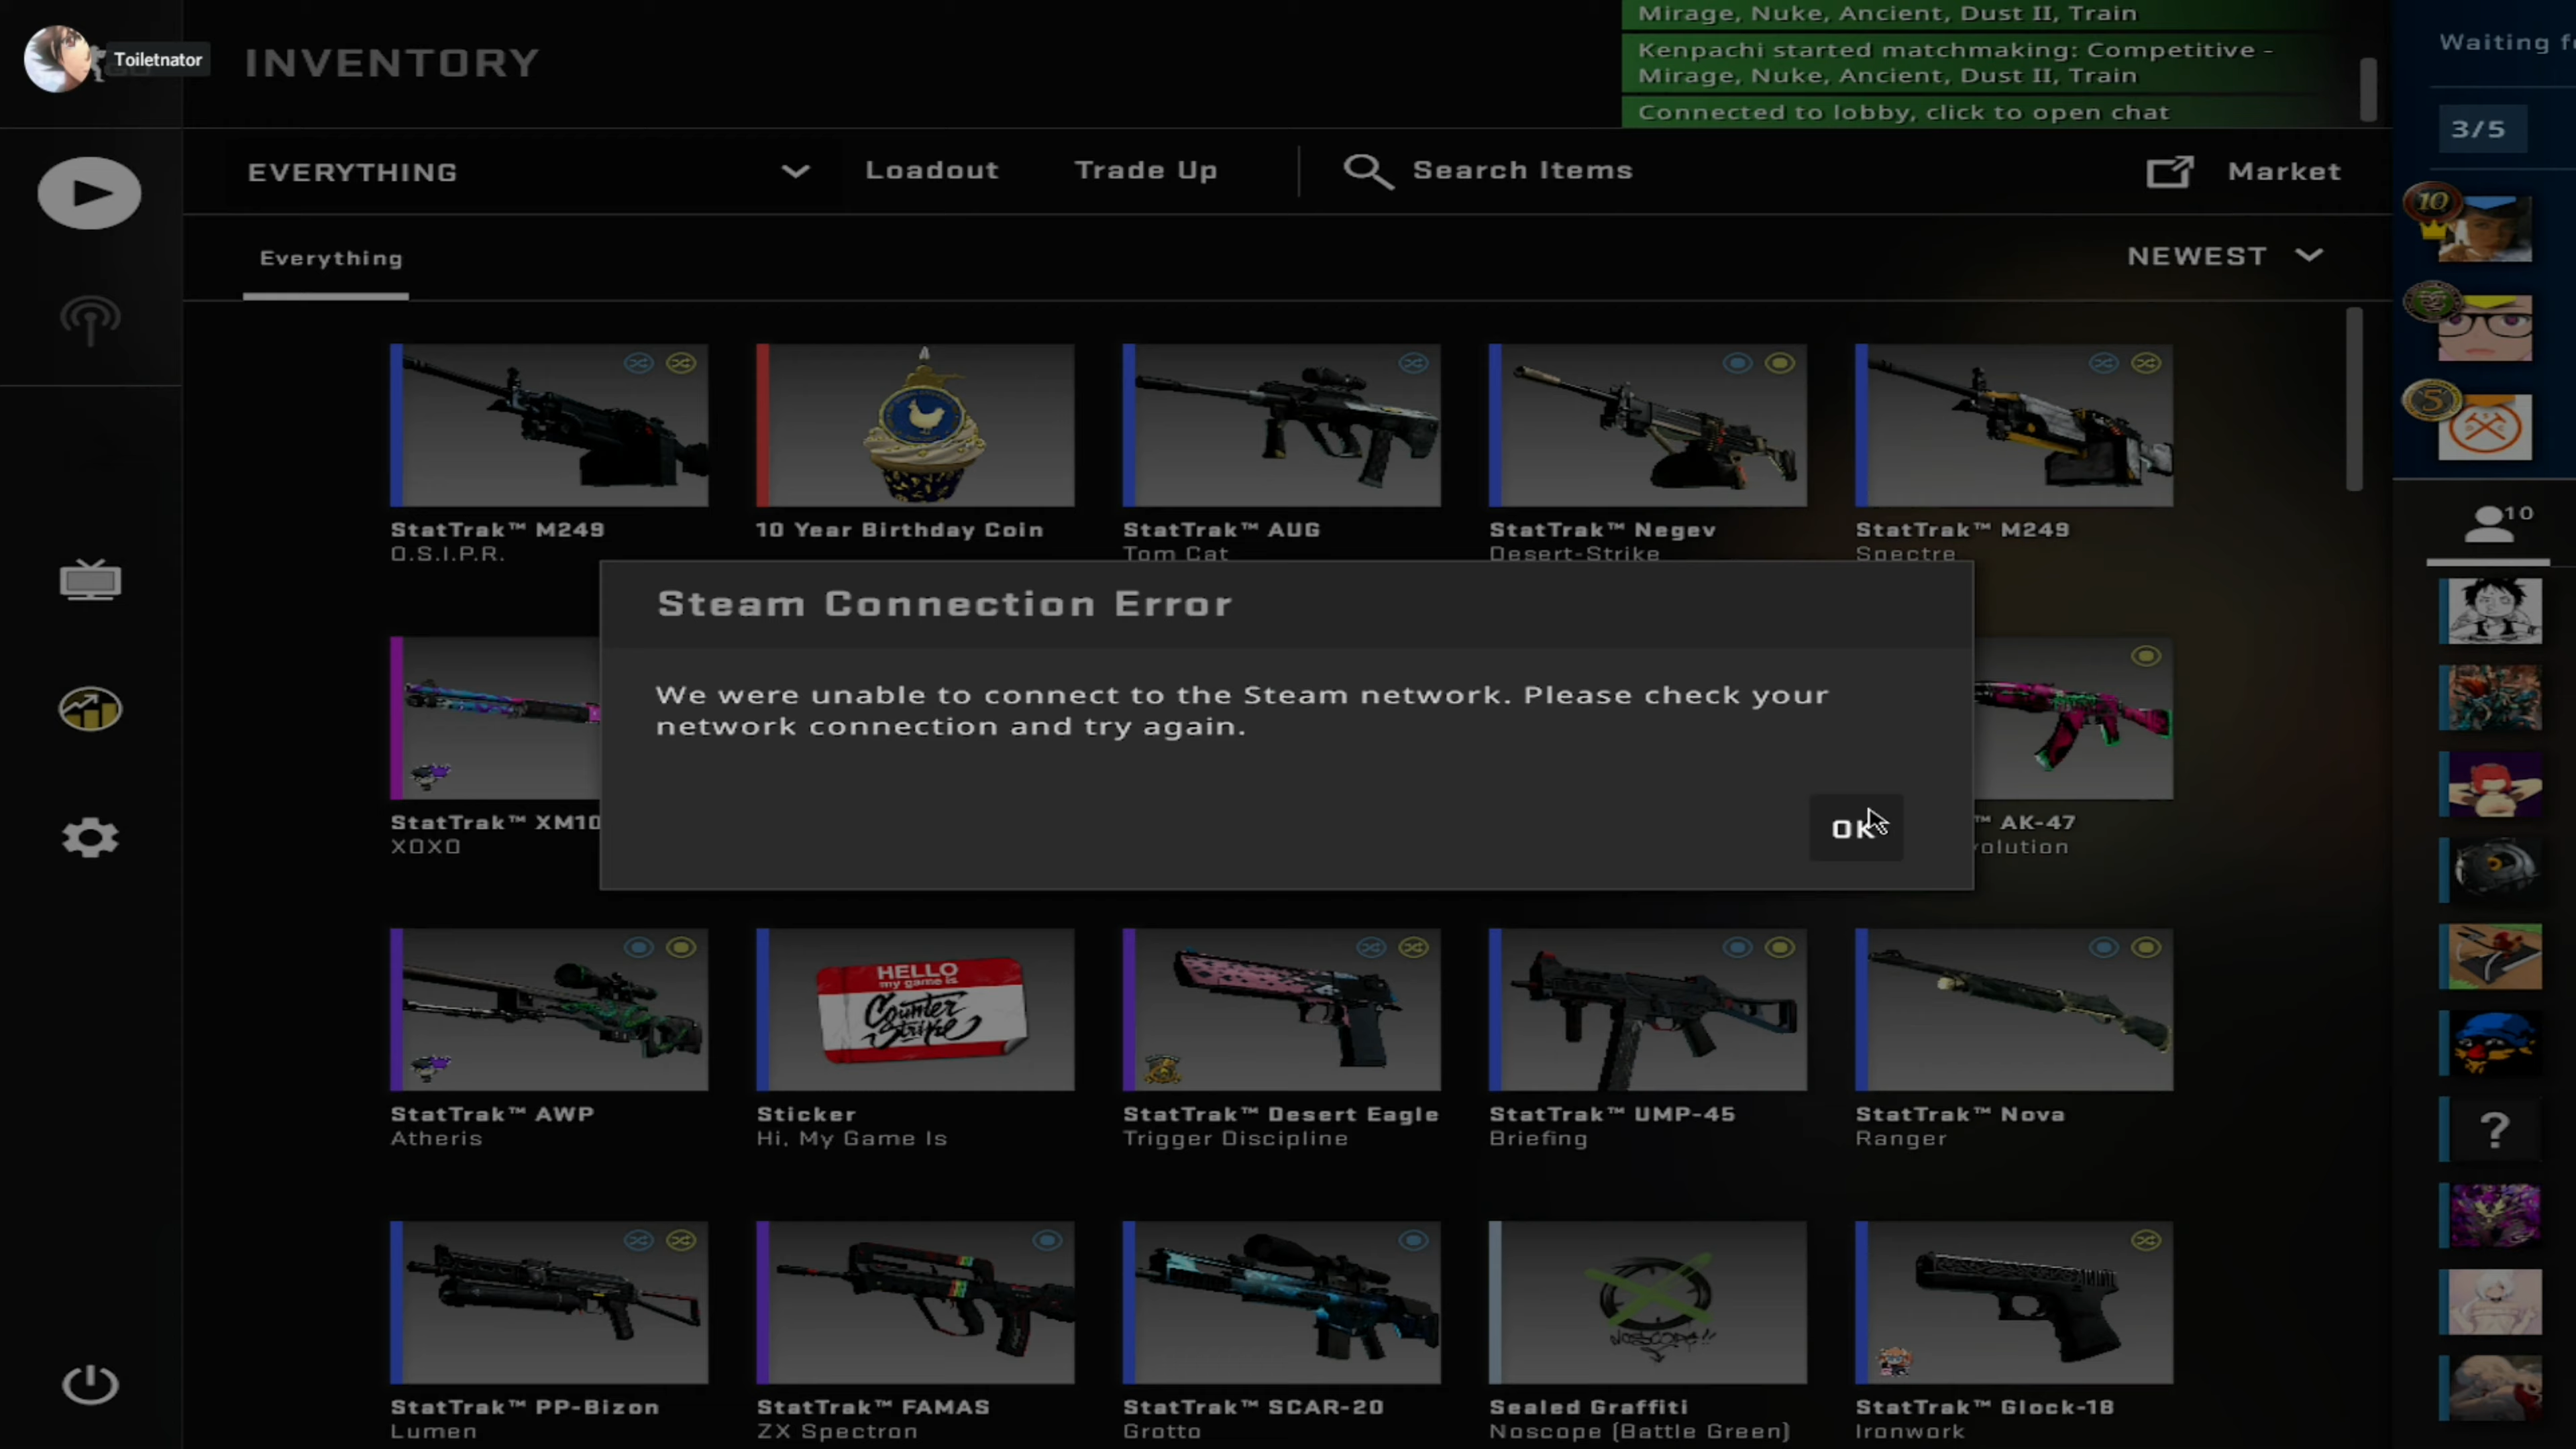 Toiletnator
INVENTORY
Mirage, Nuke, Ancient, Dust II, Train
Kenpachi started matchmaking: Competitive -
Mirage, Nuke, Ancient, Dust II, Train
Connected to lobby, click to open chat
Waiting f
3/5
EVERYTHING
Loadout
Trade Up
Search Items
Market
10
Everything
NEWEST
5
10
StatTrak™ M249
O.S.I.P.R.
10 Year Birthday Coin
StatTrak™ AUG
Tom Cat
StatTrak™ Negev
Desert-Strike
StatTrak™ M249
Spectre
Steam Connection Error
We were unable to connect to the Steam network. Please check your
network connection and try again.
OK
StatTrak™ XM10
XOXO
™ AK-47
volution
HELLO
my game is
Counter
Strike
StatTrak™ AWP
Atheris
Sticker
Hi, My Game Is
StatTrak™ Desert Eagle
Trigger Discipline
StatTrak™ UMP-45
Briefing
StatTrak™ Nova
Ranger
?
Noscope!!
StatTrak™ PP-Bizon
Lumen
StatTrak™ FAMAS
ZX Spectron
StatTrak™ SCAR-20
Grotto
Sealed Graffiti
Noscope (Battle Green)
StatTrak™ Glock-18
Ironwork